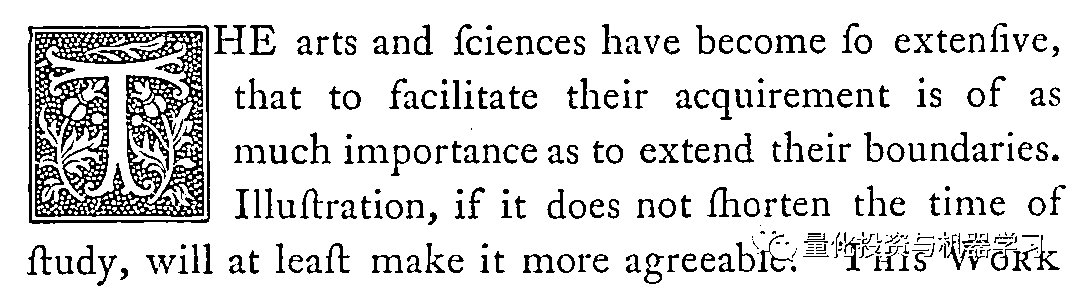 THE arts and ſciences have become ſo extenſive,
that to facilitate their acquirement is of as
much importance as to extend their boundaries.
Illuſtration, if it does not ſhorten the time of
ſtudy, will at leaſt make it more agreeable. THIS WORK
量化投资与机器学习